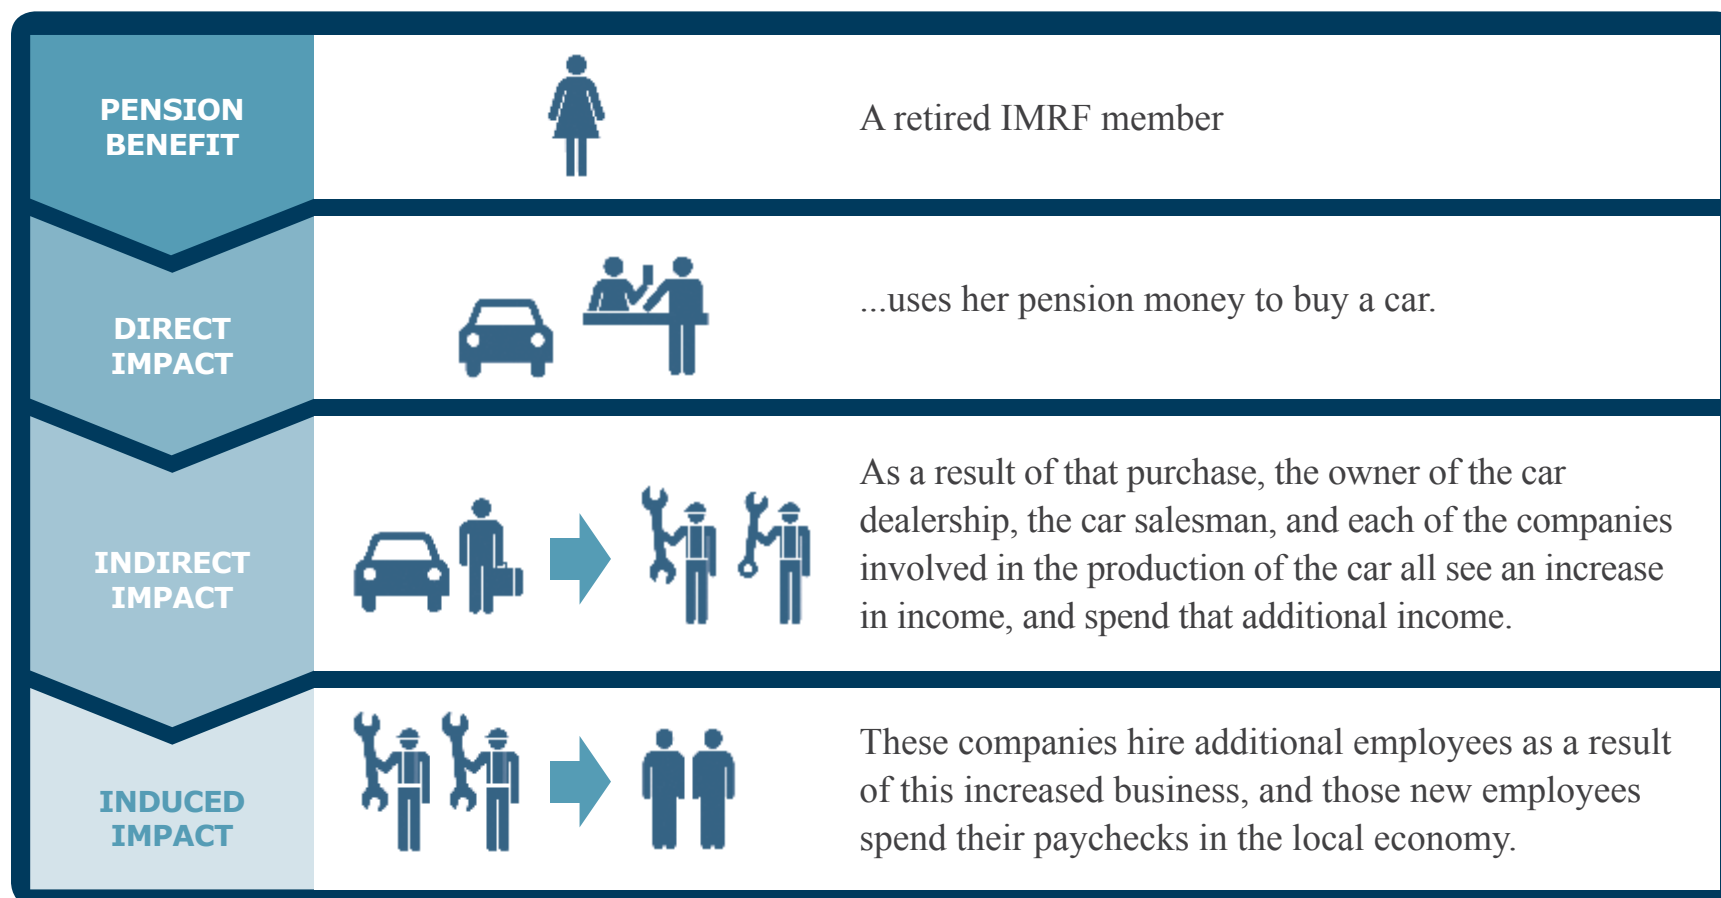 PENSION
BENEFIT
A retired IMRF member
DIRECT
IMPACT
...uses her pension money to buy a car.
INDIRECT
IMPACT
As a result of that purchase, the owner of the car
dealership, the car salesman, and each of the companies
involved in the production of the car all see an increase
in income, and spend that additional income.
INDUCED
IMPACT
These companies hire additional employees as a result
of this increased business, and those new employees
spend their paychecks in the local economy.